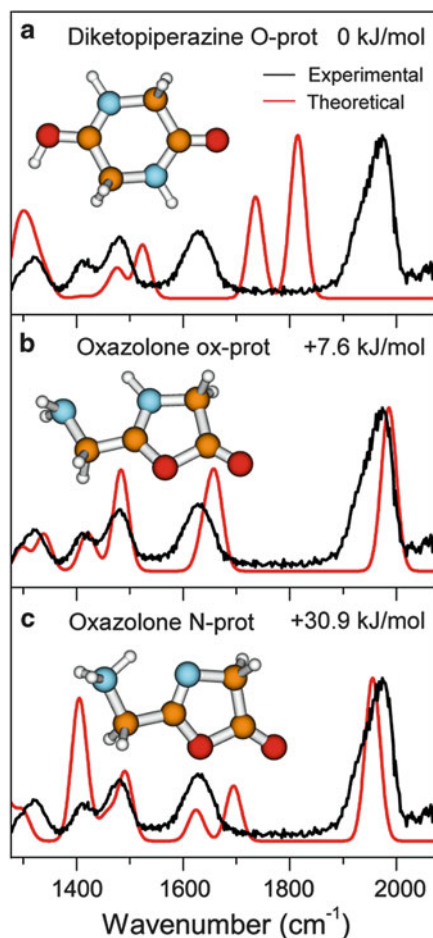 a Diketopiperazine O-prot 0 kJ/mol
Experimental
Theoretical
b Oxazolone ox-prot +7.6 kJ/mol
c Oxazolone N-prot +30.9 kJ/mol
1400 1600 1800 2000
Wavenumber (cm⁻¹)